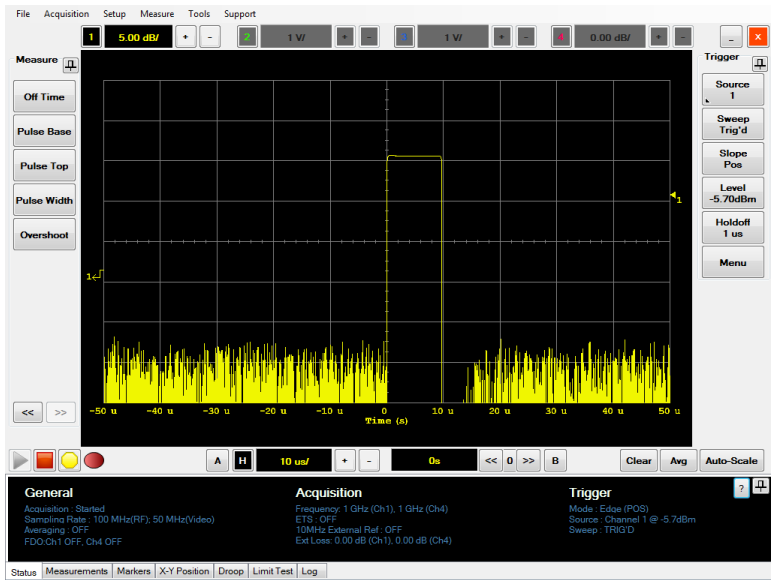 File Acquisition Setup Measure Tools Support
1 5.00 dB/ + - 2 1 V/ + - 3 1 V/ + - 4 0.00 dB/ + - _ X
Measure
Off Time
Pulse Base
Pulse Top
Pulse Width
Overshoot
<< >>
1
1
-50 u -40 u -30 u -20 u -10 u 0 10 u 20 u 30 u 40 u 50 u
Time (s)
Trigger
Source
1
Sweep
Trig'd
Slope
Pos
Level
-5.70dBm
Holdoff
1 us
Menu
A H 10 us/ + - 0s << 0 >> B Clear Avg Auto-Scale
General
Acquisition : Started
Sampling Rate : 100 MHz(RF); 50 MHz(Video)
Averaging : OFF
FDO:Ch1 OFF, Ch4 OFF
Acquisition
Frequency: 1 GHz (Ch1), 1 GHz (Ch4)
ETS : OFF
10MHz External Ref : OFF
Ext Loss: 0.00 dB (Ch1), 0.00 dB (Ch4)
Trigger
?
Mode : Edge (POS)
Source : Channel 1 @ -5.7dBm
Sweep : TRIG'D
Status Measurements Markers X-Y Position Droop Limit Test Log